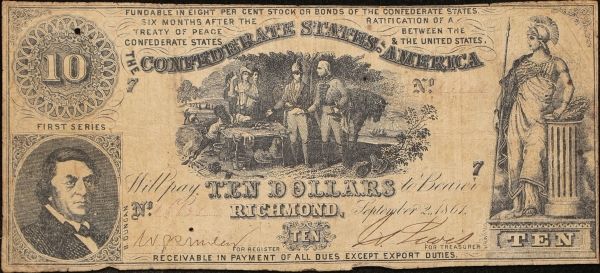 FUNDABLE IN EIGHT PER CENT STOCK OR BONDS OF THE CONFEDERATE STATES.
SIX MONTHS AFTER THE RATIFICATION OF A
TREATY OF PEACE BETWEEN THE
CONFEDERATE STATES & THE UNITED STATES.
THE CONFEDERATE STATES OF AMERICA
10
7 No.
FIRST SERIES
7
Will pay TEN DOLLARS to Bearer
No. RICHMOND, September 2, 1861.
FOR REGISTER TEN FOR TREASURER
TEN
RECEIVABLE IN PAYMENT OF ALL DUES EXCEPT EXPORT DUTIES.